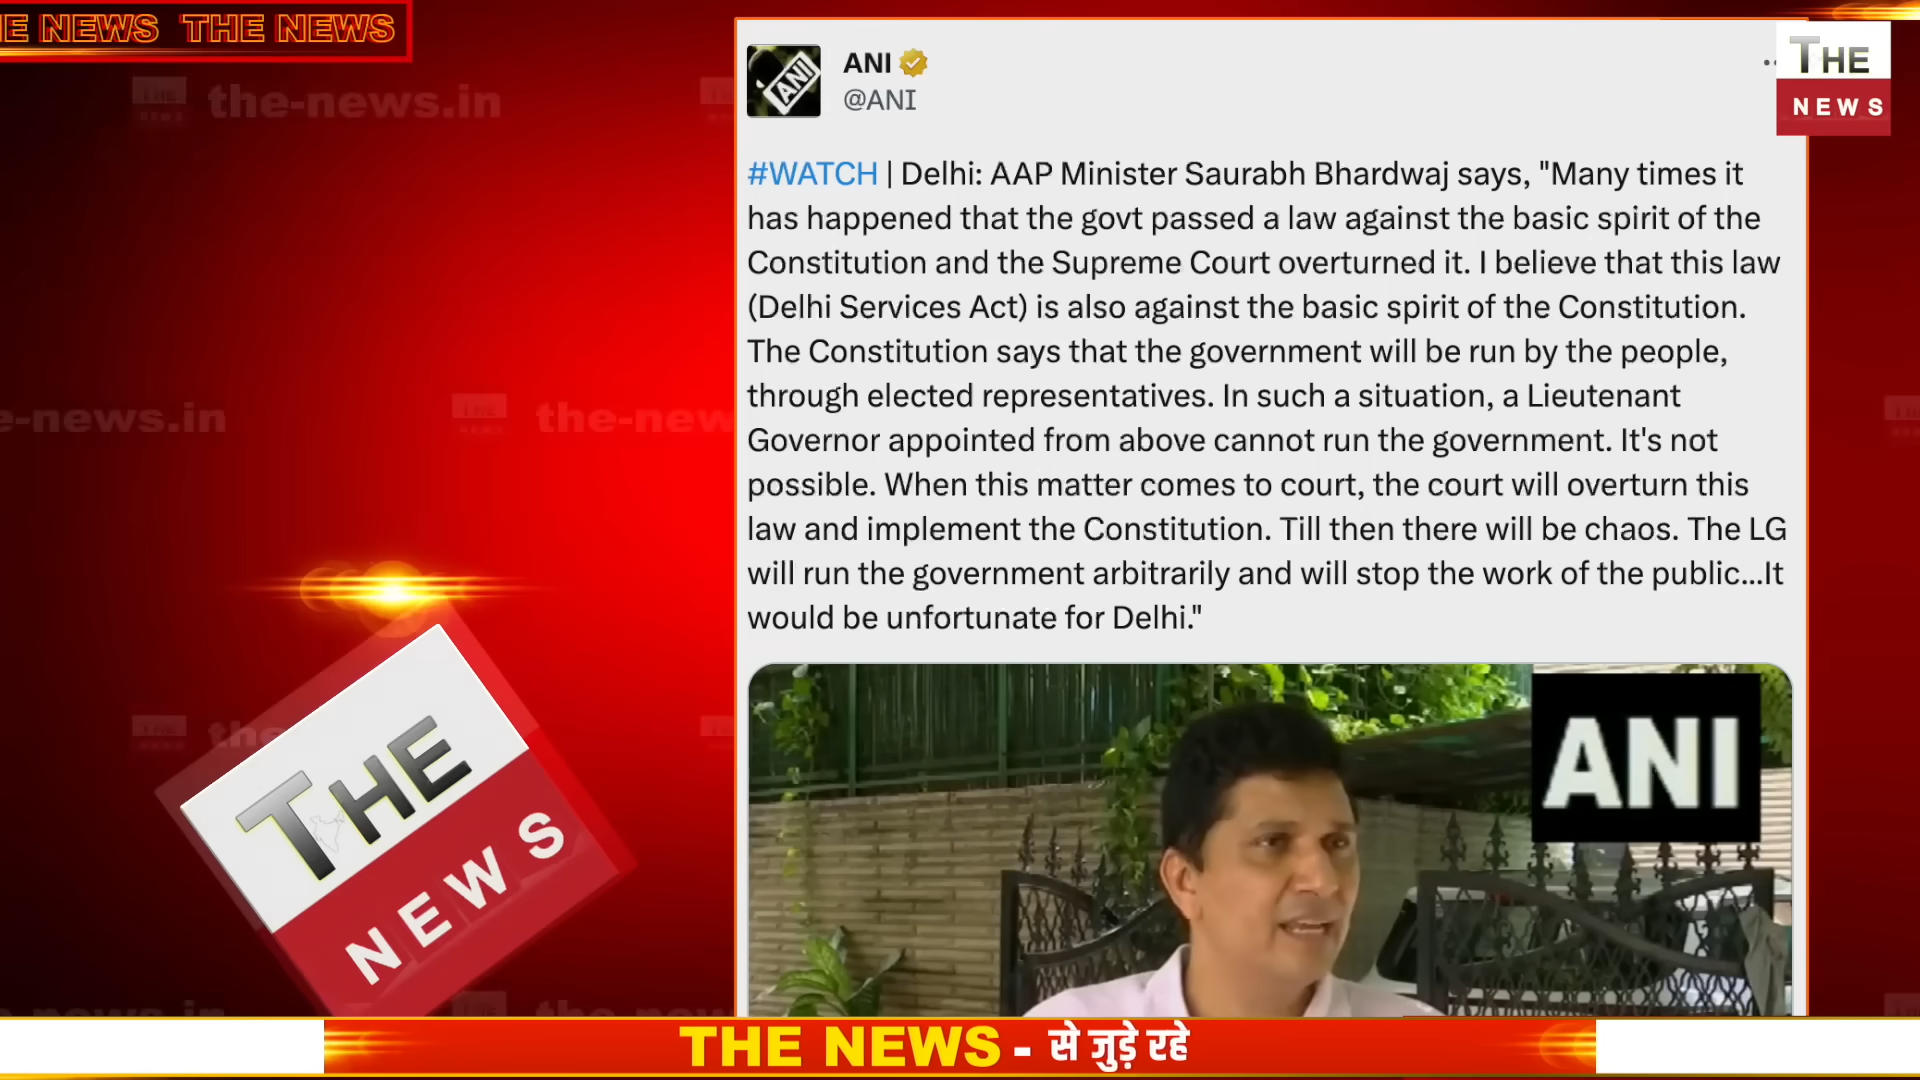 E NEWS THE NEWS
the-news.in
ANI
@ANI
ANI
THE
NEWS
#WATCH | Delhi: AAP Minister Saurabh Bhardwaj says, "Many times it
has happened that the govt passed a law against the basic spirit of the
Constitution and the Supreme Court overturned it. I believe that this law
(Delhi Services Act) is also against the basic spirit of the Constitution.
The Constitution says that the government will be run by the people,
through elected representatives. In such a situation, a Lieutenant
Governor appointed from above cannot run the government. It's not
possible. When this matter comes to court, the court will overturn this
law and implement the Constitution. Till then there will be chaos. The LG
will run the government arbitrarily and will stop the work of the public...It
would be unfortunate for Delhi."
e-news.in
the-new
the
THE
NEWS
ANI
THE NEWS - से जुड़े रहे